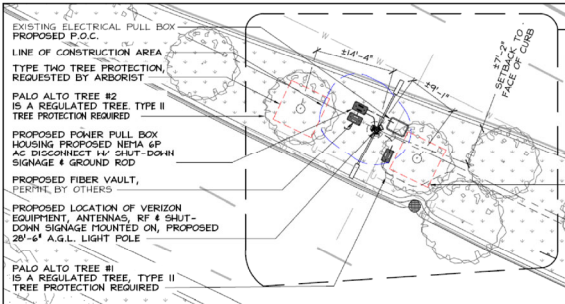 EXISTING ELECTRICAL PULL BOX
PROPOSED P.O.C.
LINE OF CONSTRUCTION AREA
TYPE TWO TREE PROTECTION,
REQUESTED BY ARBORIST
PALO ALTO TREE #2
IS A REGULATED TREE. TYPE II
TREE PROTECTION REQUIRED
PROPOSED POWER PULL BOX
HOUSING PROPOSED NEMA 6P
AC DISCONNECT W/ SHUT-DOWN
SIGNAGE & GROUND ROD
PROPOSED FIBER VAULT,
PERMIT BY OTHERS
PROPOSED LOCATION OF VERIZON
EQUIPMENT, ANTENNAS, RF & SHUT-
DOWN SIGNAGE MOUNTED ON, PROPOSED
28'-6" A.G.L. LIGHT POLE
PALO ALTO TREE #1
IS A REGULATED TREE, TYPE II
TREE PROTECTION REQUIRED
±14'-4"
±9'-1"
±7'-2"
SETBACK TO
FACE OF CURB
W
W
E